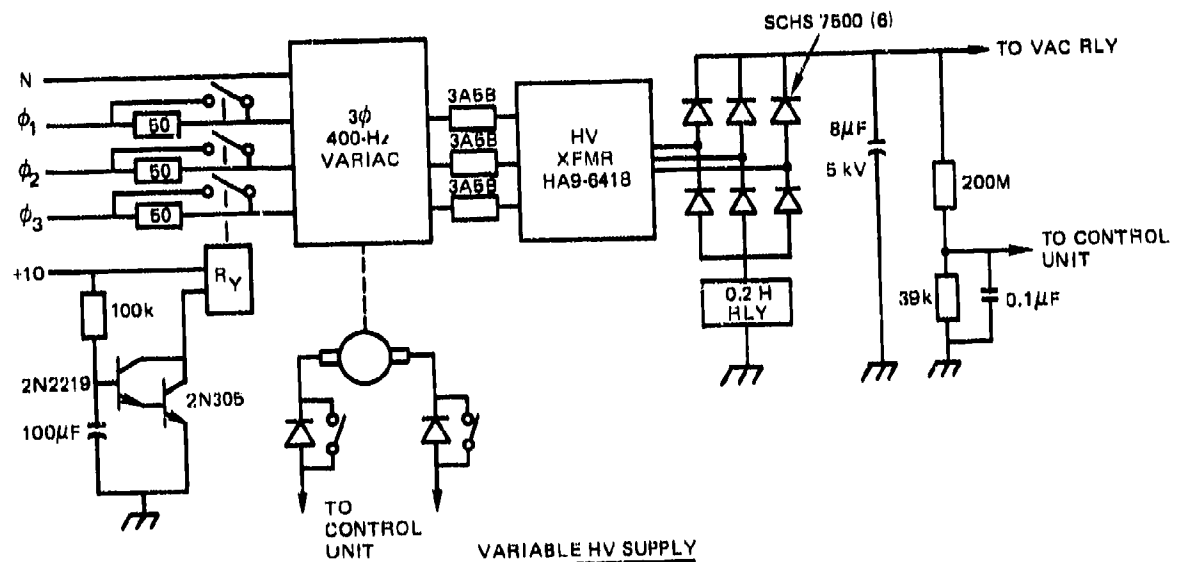 SCHS 7500 (6)
TO VAC RLY
N
ϕ1
50
ϕ2
50
ϕ3
50
3ϕ
400-Hz
VARIAC
3A5B
3A5B
3A5B
HV
XFMR
HA9-6418
8μF
5 kV
200M
TO CONTROL
UNIT
39k
0.1μF
0.2 H
HLY
+10
RY
100k
2N2219
2N305
100μF
TO
CONTROL
UNIT
VARIABLE HV SUPPLY